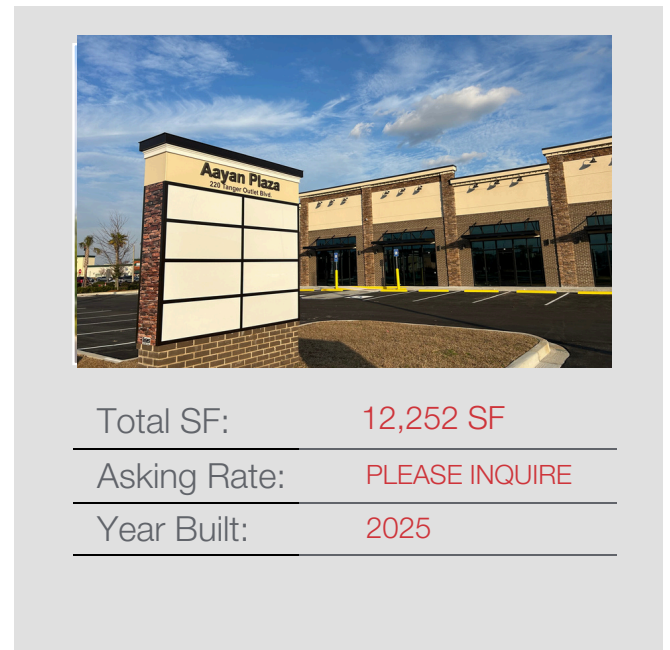 Aayan Plaza
220 Tanger Outlet Blvd.
Total SF: 12,252 SF
Asking Rate: PLEASE INQUIRE
Year Built: 2025